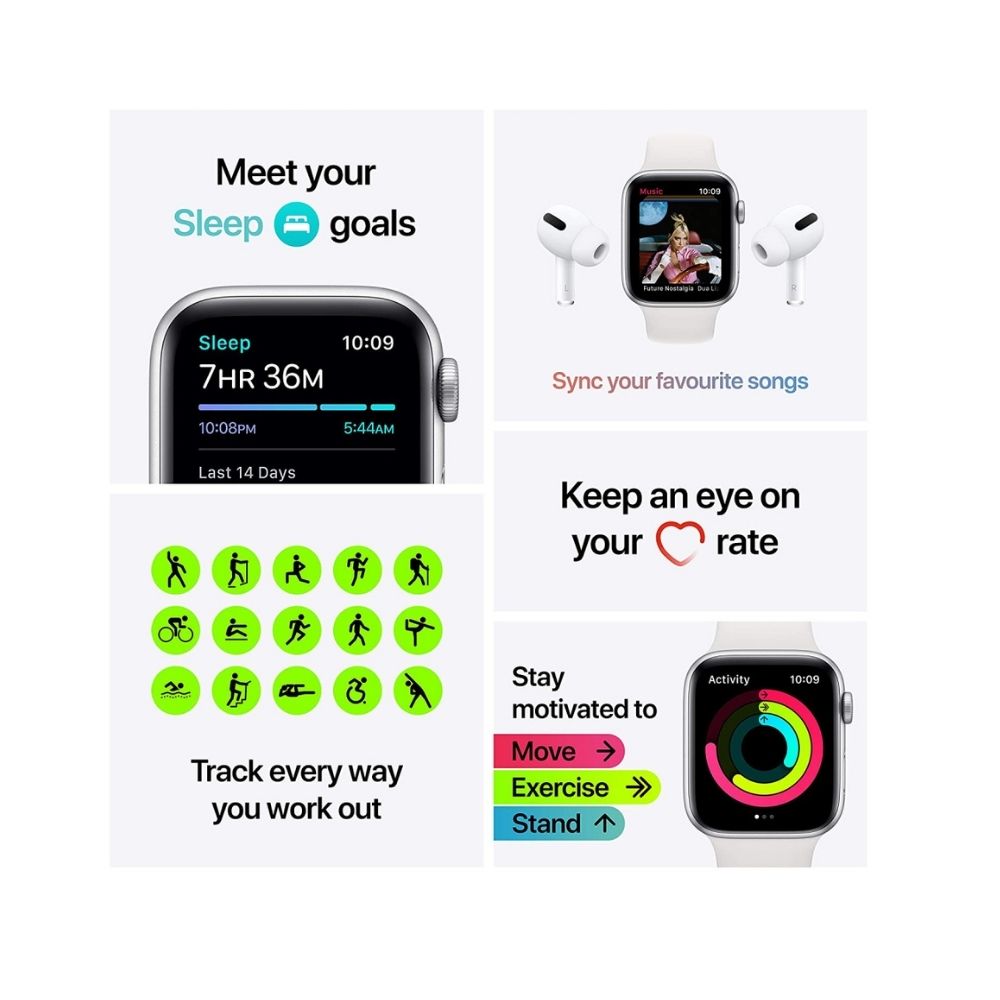 Meet your
Sleep goals
Sleep 10:09
7HR 36M
10:08PM 5:44AM
Last 14 Days
Track every way
you work out
Music 10:09
Future Nostalgia Dua Li
L
R
Sync your favourite songs
Keep an eye on
your rate
Stay
motivated to
Move
Exercise
Stand
Activity 10:09